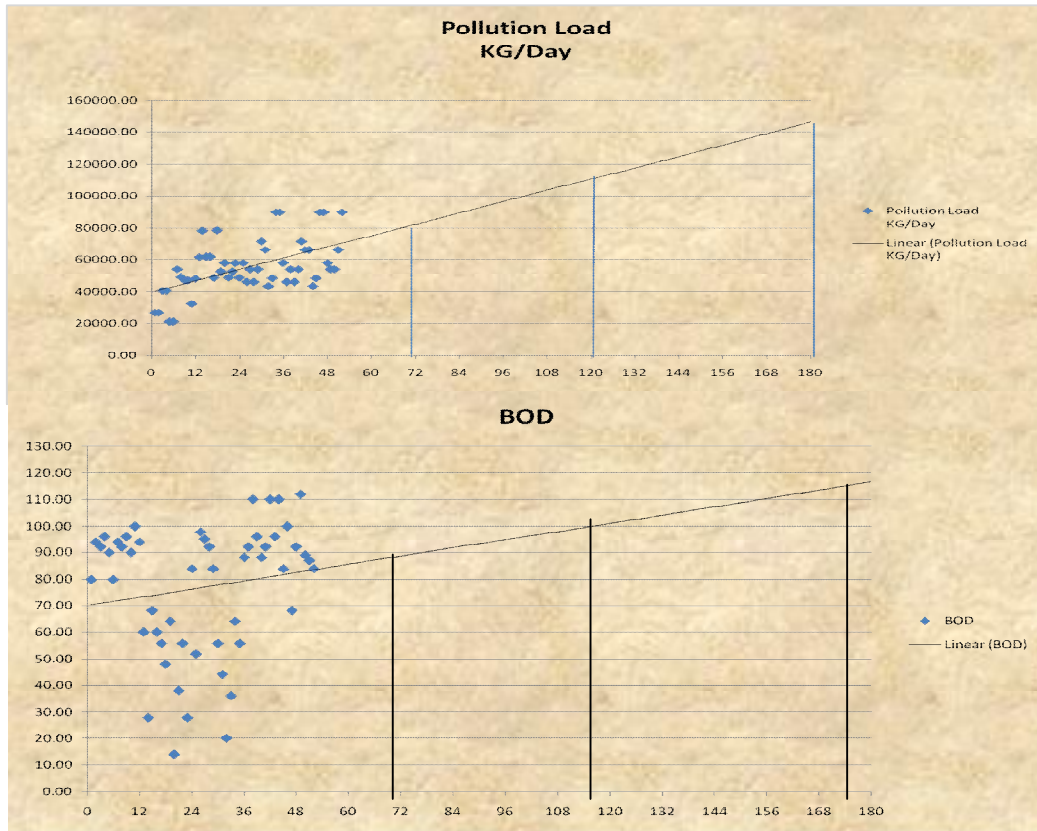 Pollution Load
KG/Day
160000.00
140000.00
120000.00
100000.00
80000.00
60000.00
40000.00
20000.00
0.00
0 12 24 36 48 60 72 84 96 108 120 132 144 156 168 180
Pollution Load
KG/Day
Linear (Pollution Load
KG/Day)
BOD
130.00
120.00
110.00
100.00
90.00
80.00
70.00
60.00
50.00
40.00
30.00
20.00
10.00
0.00
0 12 24 36 48 60 72 84 96 108 120 132 144 156 168 180
BOD
Linear (BOD)